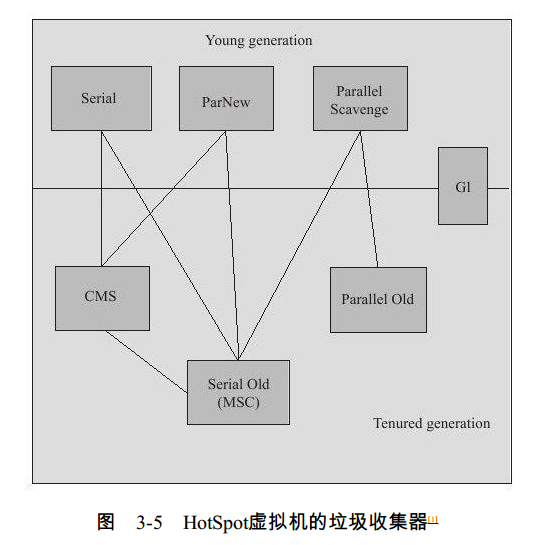 Young generation
Serial
ParNew
Parallel
Scavenge
G1
CMS
Parallel Old
Serial Old
(MSC)
Tenured generation
图 3-5 HotSpot虚拟机的垃圾收集器[1]